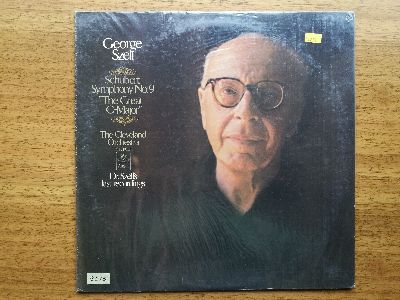 George
Szell
Schubert
Symphony No. 9
"The Great
C-Major"
The Cleveland
Orchestra
Dr. Szell's
last recordings